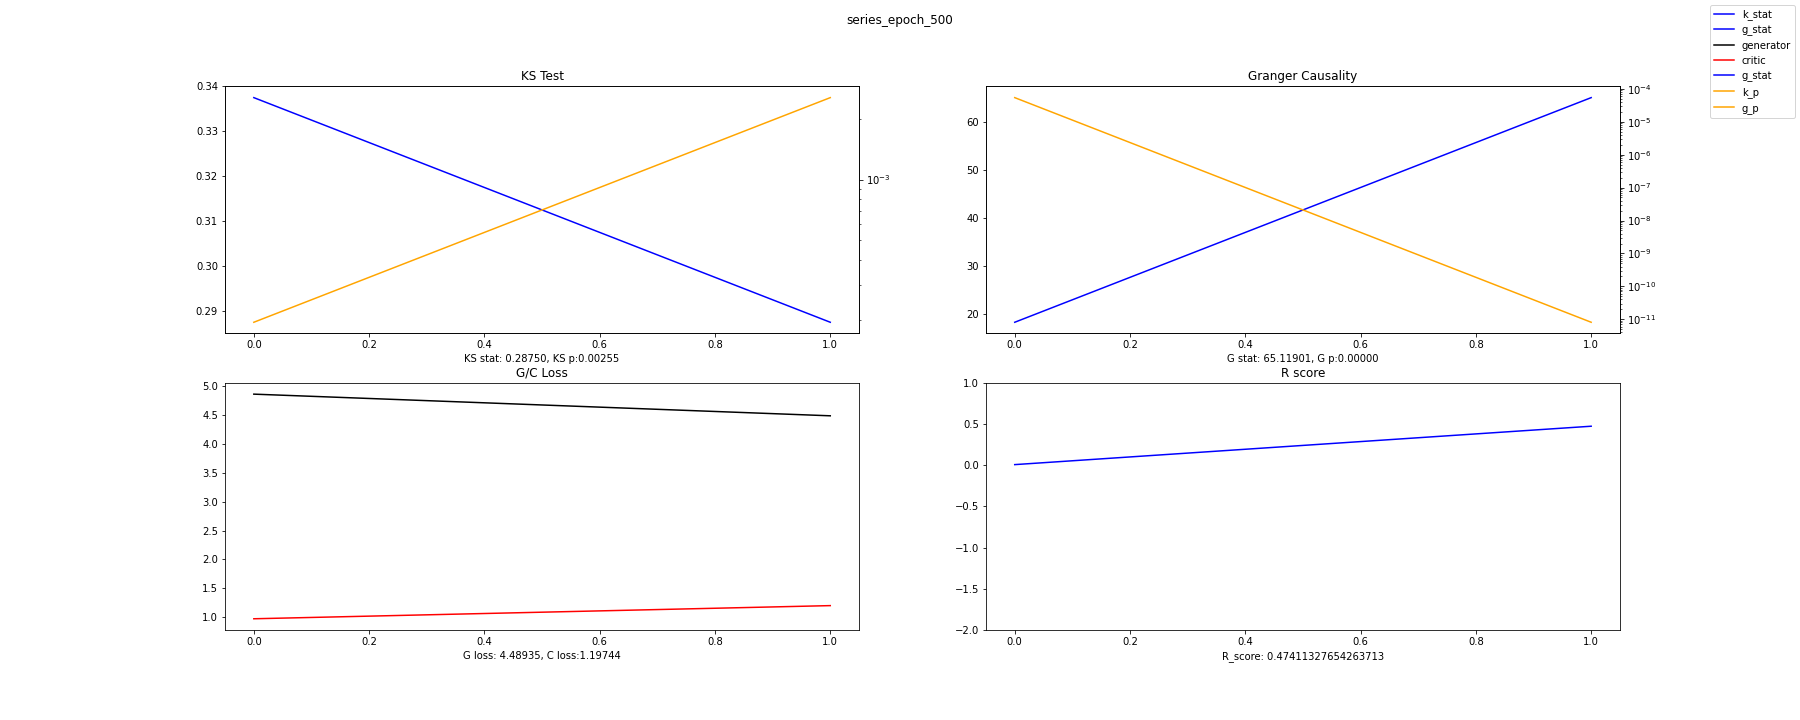 series_epoch_500
k_stat
g_stat
generator
critic
g_stat
k_p
g_p
KS Test
0.34
0.33
0.32
0.31
0.30
0.29
10⁻³
0.0 0.2 0.4 0.6 0.8 1.0
KS stat: 0.28750, KS p:0.00255
Granger Causality
60
50
40
30
20
10⁻⁴
10⁻⁵
10⁻⁶
10⁻⁷
10⁻⁸
10⁻⁹
10⁻¹⁰
10⁻¹¹
0.0 0.2 0.4 0.6 0.8 1.0
G stat: 65.11901, G p:0.00000
G/C Loss
5.0
4.5
4.0
3.5
3.0
2.5
2.0
1.5
1.0
0.0 0.2 0.4 0.6 0.8 1.0
G loss: 4.48935, C loss:1.19744
R score
1.0
0.5
0.0
−0.5
−1.0
−1.5
−2.0
0.0 0.2 0.4 0.6 0.8 1.0
R_score: 0.47411327654263713